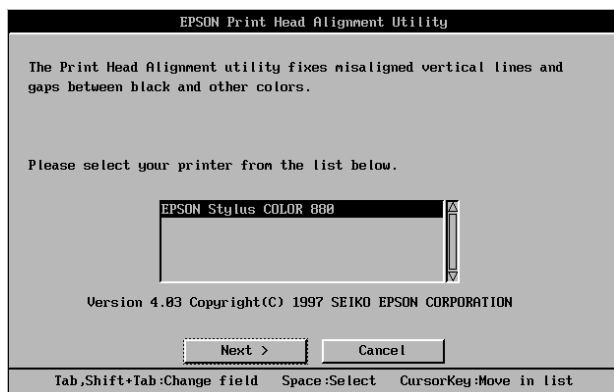 EPSON Print Head Alignment Utility
The Print Head Alignment utility fixes misaligned vertical lines and
gaps between black and other colors.
Please select your printer from the list below.
EPSON Stylus COLOR 880
Version 4.03 Copyright(C) 1997 SEIKO EPSON CORPORATION
Next >
Cancel
Tab,Shift+Tab:Change field Space:Select CursorKey:Move in list